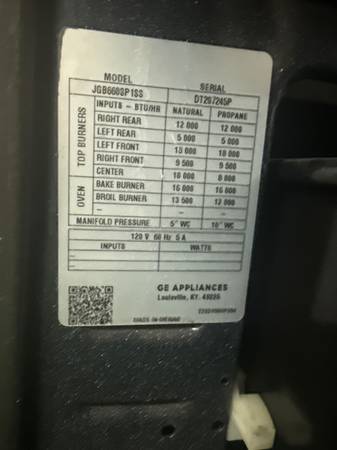 MODEL SERIAL
JGB660SP1SS DT297245P
INPUTS - BTU/HR NATURAL PROPANE
TOP BURNERS
RIGHT REAR 12 000 12 000
LEFT REAR 5 000 5 000
LEFT FRONT 18 000
RIGHT FRONT 9 500 9 500
CENTER 10 000 8 000
OVEN
BAKE BURNER 16 000 16 000
BROIL BURNER 13 500 12 000
– – –
MANIFOLD PRESSURE 5" WC 10" WC
120 V 60 Hz 5 A
INPUTS WATTS
–
–
GE APPLIANCES
Louisville, KY. 40225